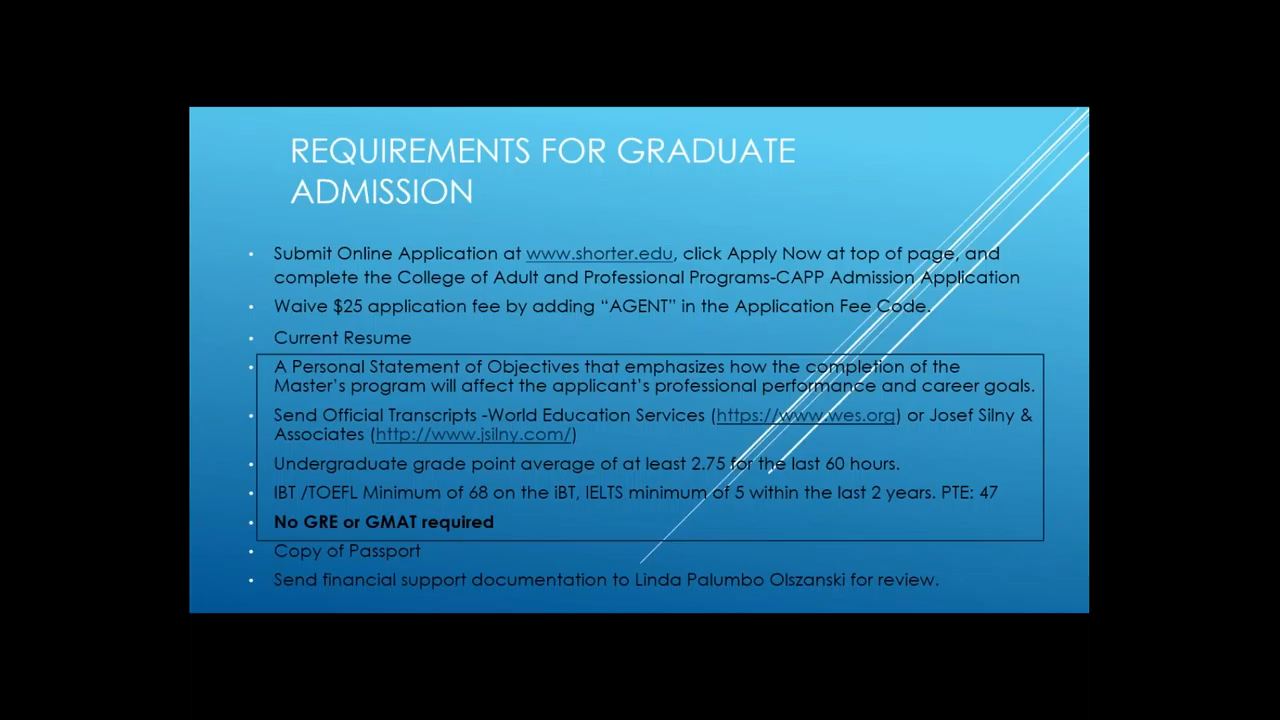 REQUIREMENTS FOR GRADUATE
ADMISSION
• Submit Online Application at www.shorter.edu, click Apply Now at top of page, and
complete the College of Adult and Professional Programs-CAPP Admission Application
• Waive $25 application fee by adding “AGENT” in the Application Fee Code.
• Current Resume
• A Personal Statement of Objectives that emphasizes how the completion of the
Master’s program will affect the applicant’s professional performance and career goals.
• Send Official Transcripts -World Education Services (https://www.wes.org) or Josef Silny &
Associates (http://www.jsilny.com/)
• Undergraduate grade point average of at least 2.75 for the last 60 hours.
• IBT /TOEFL Minimum of 68 on the iBT, IELTS minimum of 5 within the last 2 years. PTE: 47
• No GRE or GMAT required
• Copy of Passport
• Send financial support documentation to Linda Palumbo Olszanski for review.